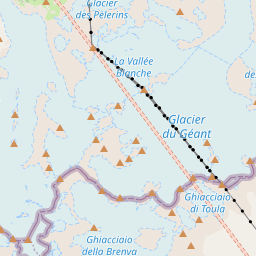 Glacier
des Pèlerins
La Vallée
Blanche
Glacier
du Géant
Ghiacciaio
di Toula
Ghiacciaio
della Brenva